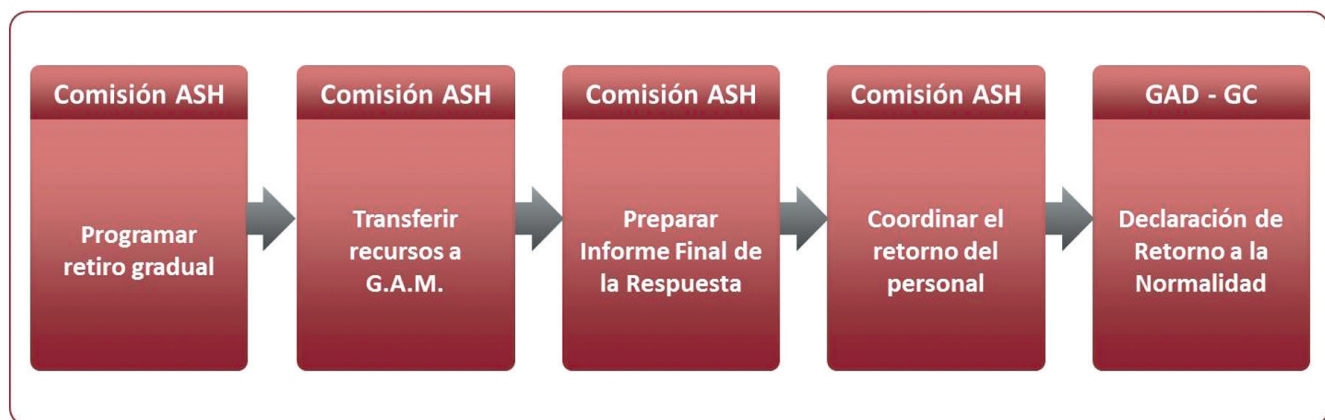 Comisión ASH
Programar
retiro gradual
Comisión ASH
Transferir
recursos a
G.A.M.
Comisión ASH
Preparar
Informe Final de
la Respuesta
Comisión ASH
Coordinar el
retorno del
personal
GAD - GC
Declaración de
Retorno a la
Normalidad